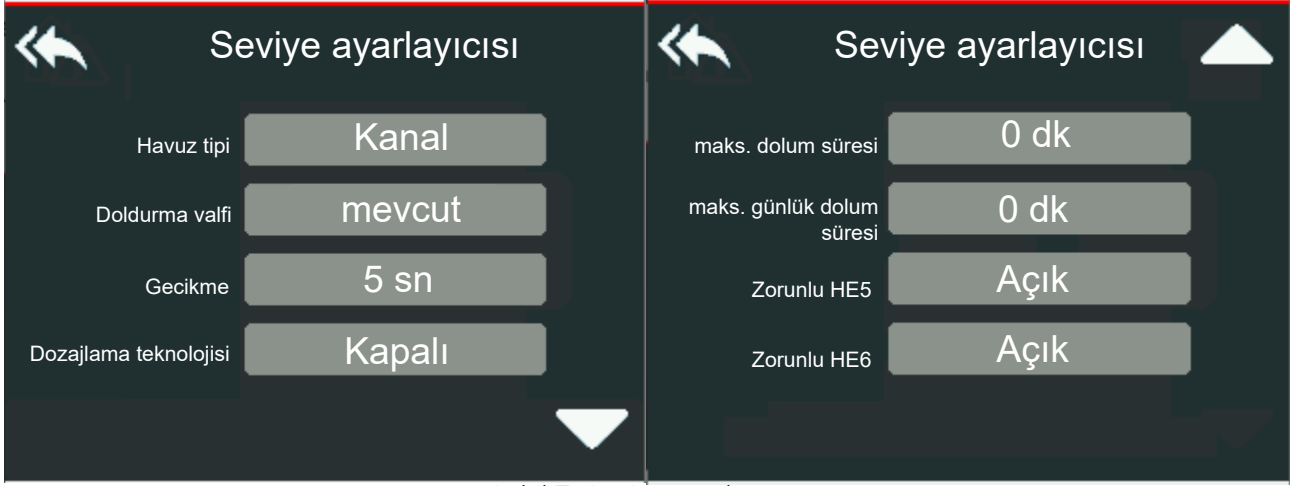 Seviye ayarlayıcısı
Havuz tipi
Kanal
Doldurma valfi
mevcut
Gecikme
5 sn
Dozajlama teknolojisi
Kapalı
Seviye ayarlayıcısı
maks. dolum süresi
0 dk
maks. günlük dolum
süresi
0 dk
Zorunlu HE5
Açık
Zorunlu HE6
Açık